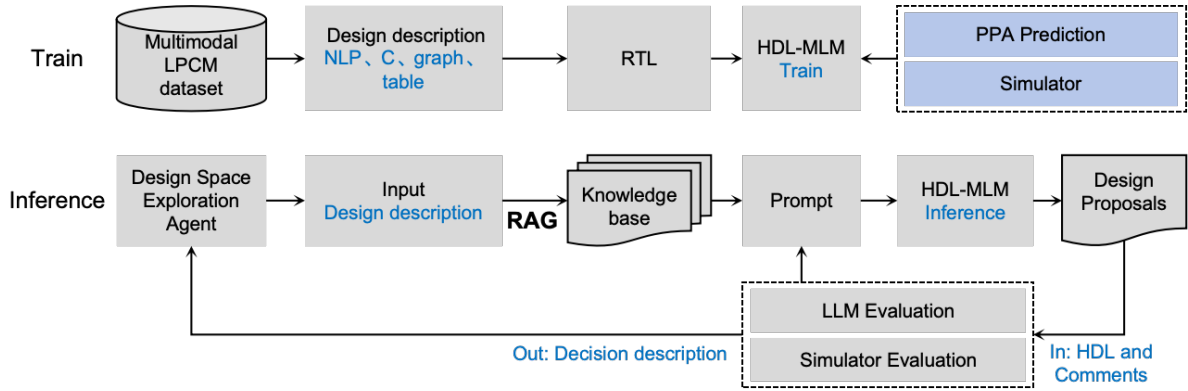 Train
Multimodal
LPCM
dataset
Design description
NLP、C、graph、
table
RTL
HDL-MLM
Train
PPA Prediction
Simulator
Inference
Design Space
Exploration
Agent
Input
Design description
RAG
Knowledge
base
Prompt
HDL-MLM
Inference
Design
Proposals
LLM Evaluation
Simulator Evaluation
Out: Decision description
In: HDL and
Comments